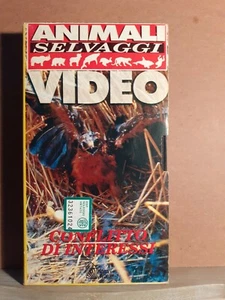 ANIMALI
SELVAGGI
VIDEO
CONFLITTO
DI INTERESSI